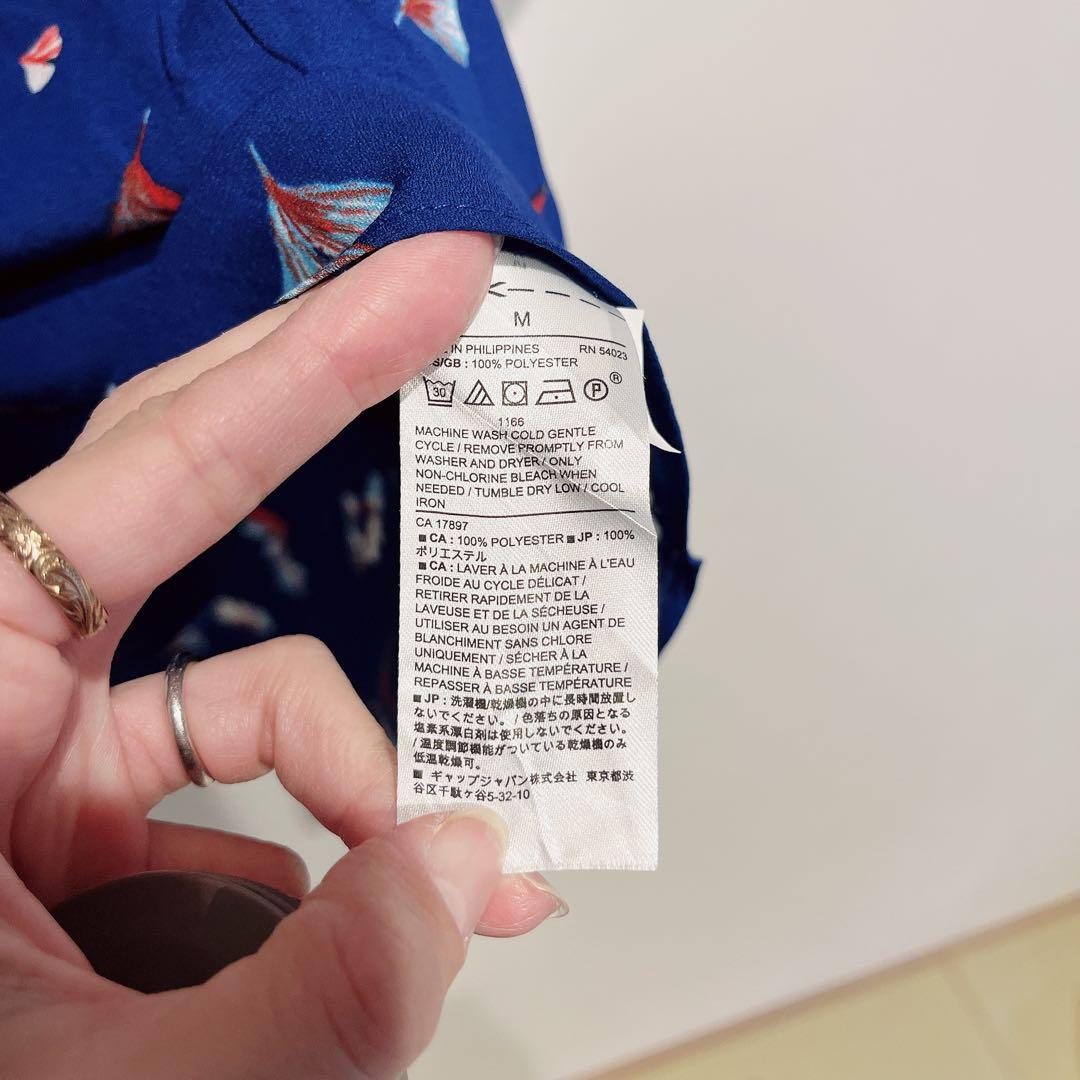 M
IN PHILIPPINES RN 54023
/GB : 100% POLYESTER
30 P ®
1166
MACHINE WASH COLD GENTLE
CYCLE / REMOVE PROMPTLY FROM
WASHER AND DRYER / ONLY
NON-CHLORINE BLEACH WHEN
NEEDED / TUMBLE DRY LOW / COOL
IRON
CA 17897
■ CA : 100% POLYESTER ■ JP : 100%
ポリエステル
■ CA : LAVER À LA MACHINE À L'EAU
FROIDE AU CYCLE DÉLICAT /
RETIRER RAPIDEMENT DE LA
LAVEUSE ET DE LA SÉCHEUSE /
UTILISER AU BESOIN UN AGENT DE
BLANCHIMENT SANS CHLORE
UNIQUEMENT / SÉCHER À LA
MACHINE À BASSE TEMPÉRATURE /
REPASSER À BASSE TEMPÉRATURE
■ JP : 洗濯機/乾燥機の中に長時間放置し
ないでください。 / 色落ちの原因となる
塩素系漂白剤は使用しないでください。
/ 温度調節機能がついている乾燥機のみ
低温乾燥可。
■ ギャップジャパン株式会社 東京都渋
谷区千駄ヶ谷5-32-10